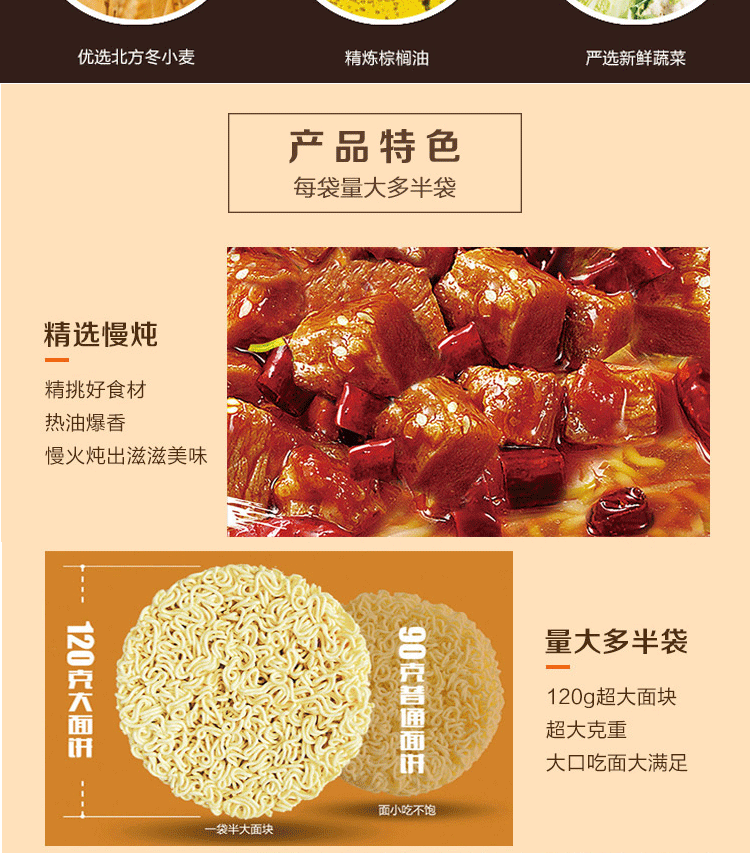 优选北方冬小麦
精炼棕榈油
严选新鲜蔬菜
产品特色
每袋量大多半袋
精选慢炖
精挑好食材
热油爆香
慢火炖出滋滋美味
120克大面饼
90克普通面饼
一袋半大面块
面小吃不饱
量大多半袋
120g超大面块
超大克重
大口吃面大满足